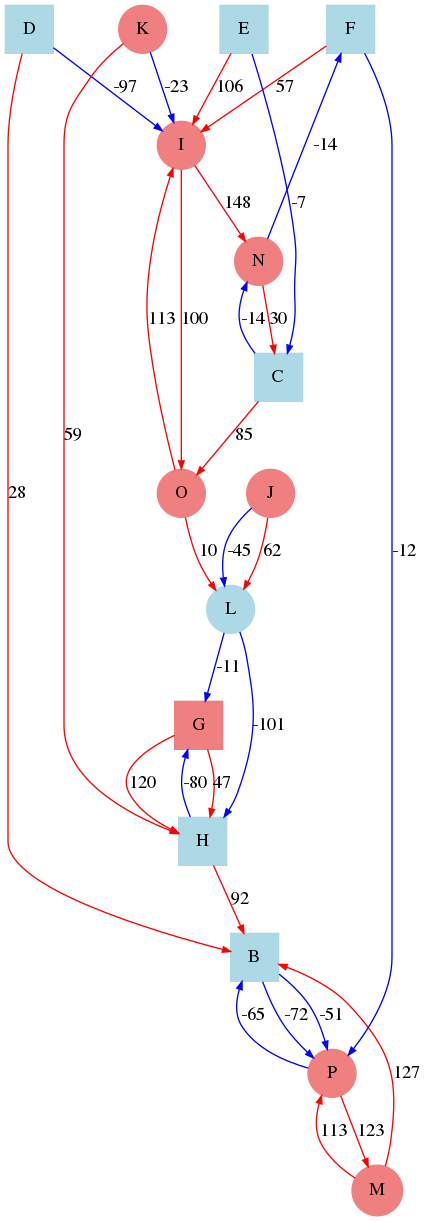 D K E F
-97 -23 106 57
I
-14
148 -7
N
113 100 -14 30
C
59 85
28 O J
10 -45 62 -12
L
-11
G -101
120 -80 47
H
92
B
-65 -72 -51
P
113 123 127
M